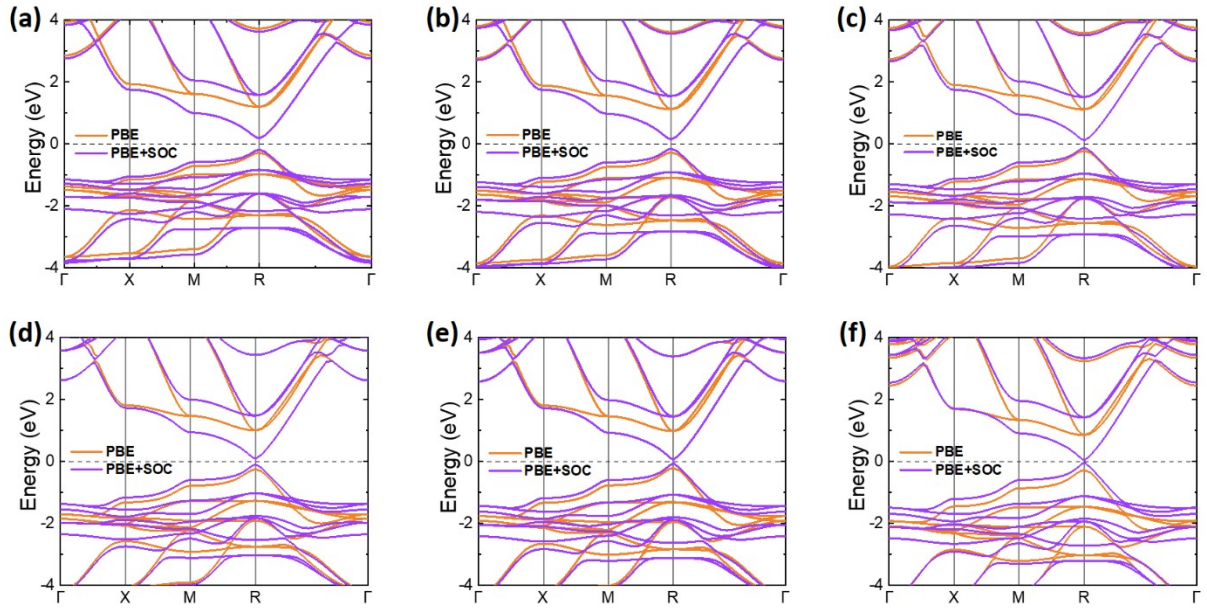 (a)
4
2
0
-2
-4
Energy (eV)
PBE
PBE+SOC
Γ X M R Γ
(b)
4
2
0
-2
-4
Energy (eV)
PBE
PBE+SOC
Γ X M R Γ
(c)
4
2
0
-2
-4
Energy (eV)
PBE
PBE+SOC
Γ X M R Γ
(d)
4
2
0
-2
-4
Energy (eV)
PBE
PBE+SOC
Γ X M R Γ
(e)
4
2
0
-2
-4
Energy (eV)
PBE
PBE+SOC
Γ X M R Γ
(f)
4
2
0
-2
-4
Energy (eV)
PBE
PBE+SOC
Γ X M R Γ